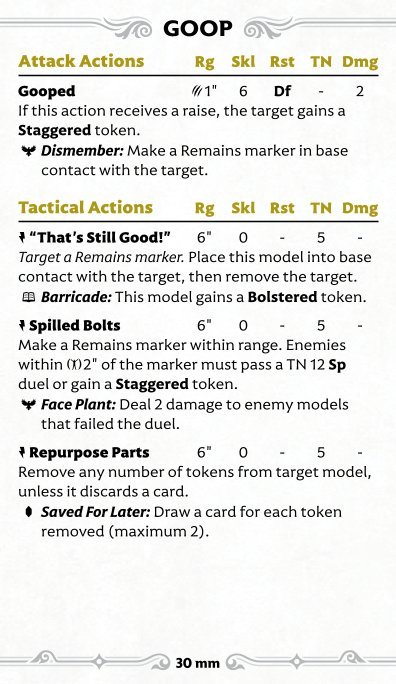 GOOP
Attack Actions Rg Skl Rst TN Dmg
Gooped 1" 6 Df - 2
If this action receives a raise, the target gains a
Staggered token.
Dismember: Make a Remains marker in base
contact with the target.
Tactical Actions Rg Skl Rst TN Dmg
“That’s Still Good!” 6" 0 - 5 -
Target a Remains marker. Place this model into base
contact with the target, then remove the target.
Barricade: This model gains a Bolstered token.
Spilled Bolts 6" 0 - 5 -
Make a Remains marker within range. Enemies
within 2" of the marker must pass a TN 12 Sp
duel or gain a Staggered token.
Face Plant: Deal 2 damage to enemy models
that failed the duel.
Repurpose Parts 6" 0 - 5 -
Remove any number of tokens from target model,
unless it discards a card.
Saved For Later: Draw a card for each token
removed (maximum 2).
30 mm